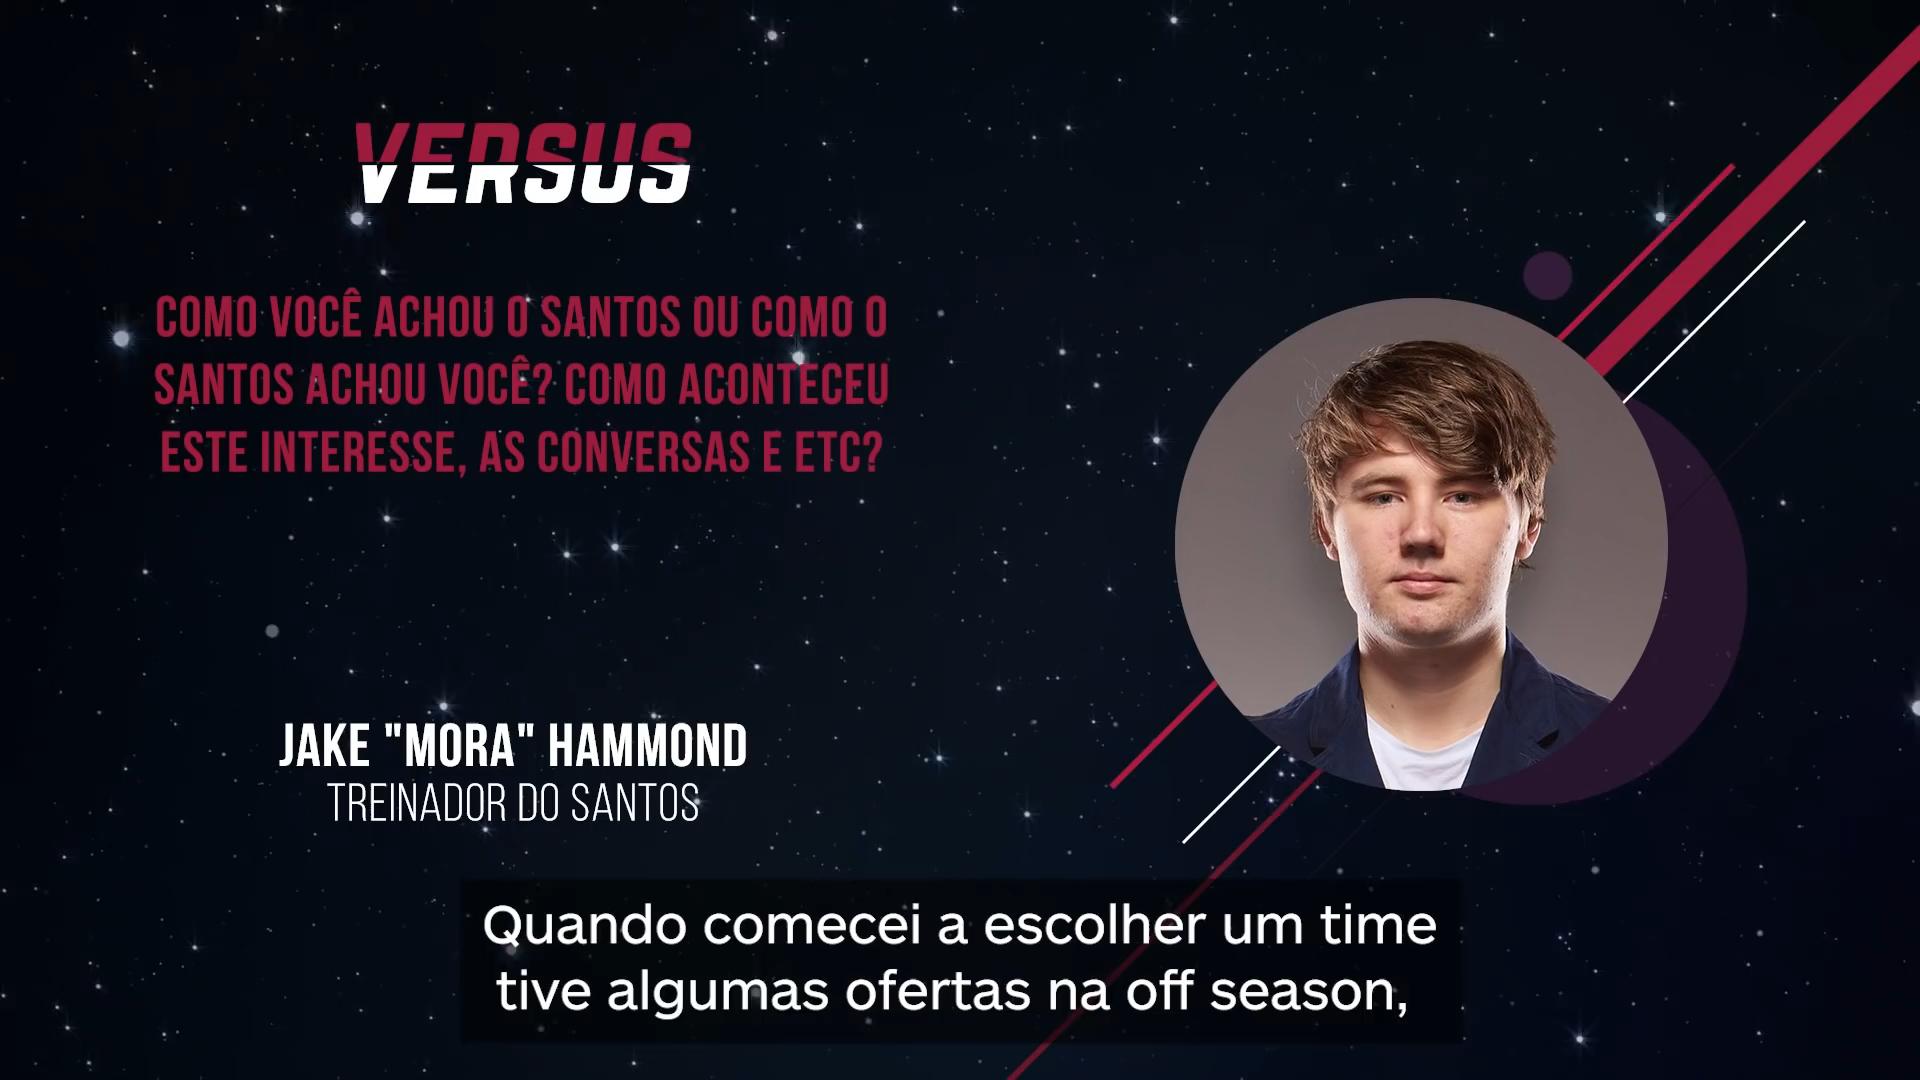 VERSUS
COMO VOCÊ ACHOU O SANTOS OU COMO O
SANTOS ACHOU VOCÊ? COMO ACONTECEU
ESTE INTERESSE, AS CONVERSAS E ETC?
JAKE "MORA" HAMMOND
TREINADOR DO SANTOS
Quando comecei a escolher um time
tive algumas ofertas na off season,